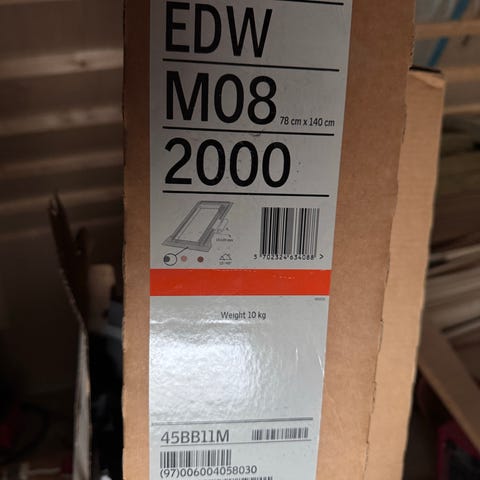 EDW
M08 78 cm x 140 cm
2000
5 702324 634088 >
Weight 10 kg
45BB11M
(97)006004058030